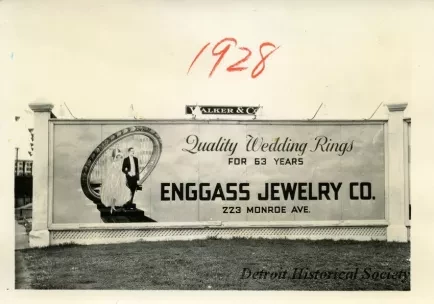 1928
WALKER & CO
Quality Wedding Rings
FOR 63 YEARS
ENGGASS JEWELRY CO.
223 MONROE AVE.
Detroit Historical Society